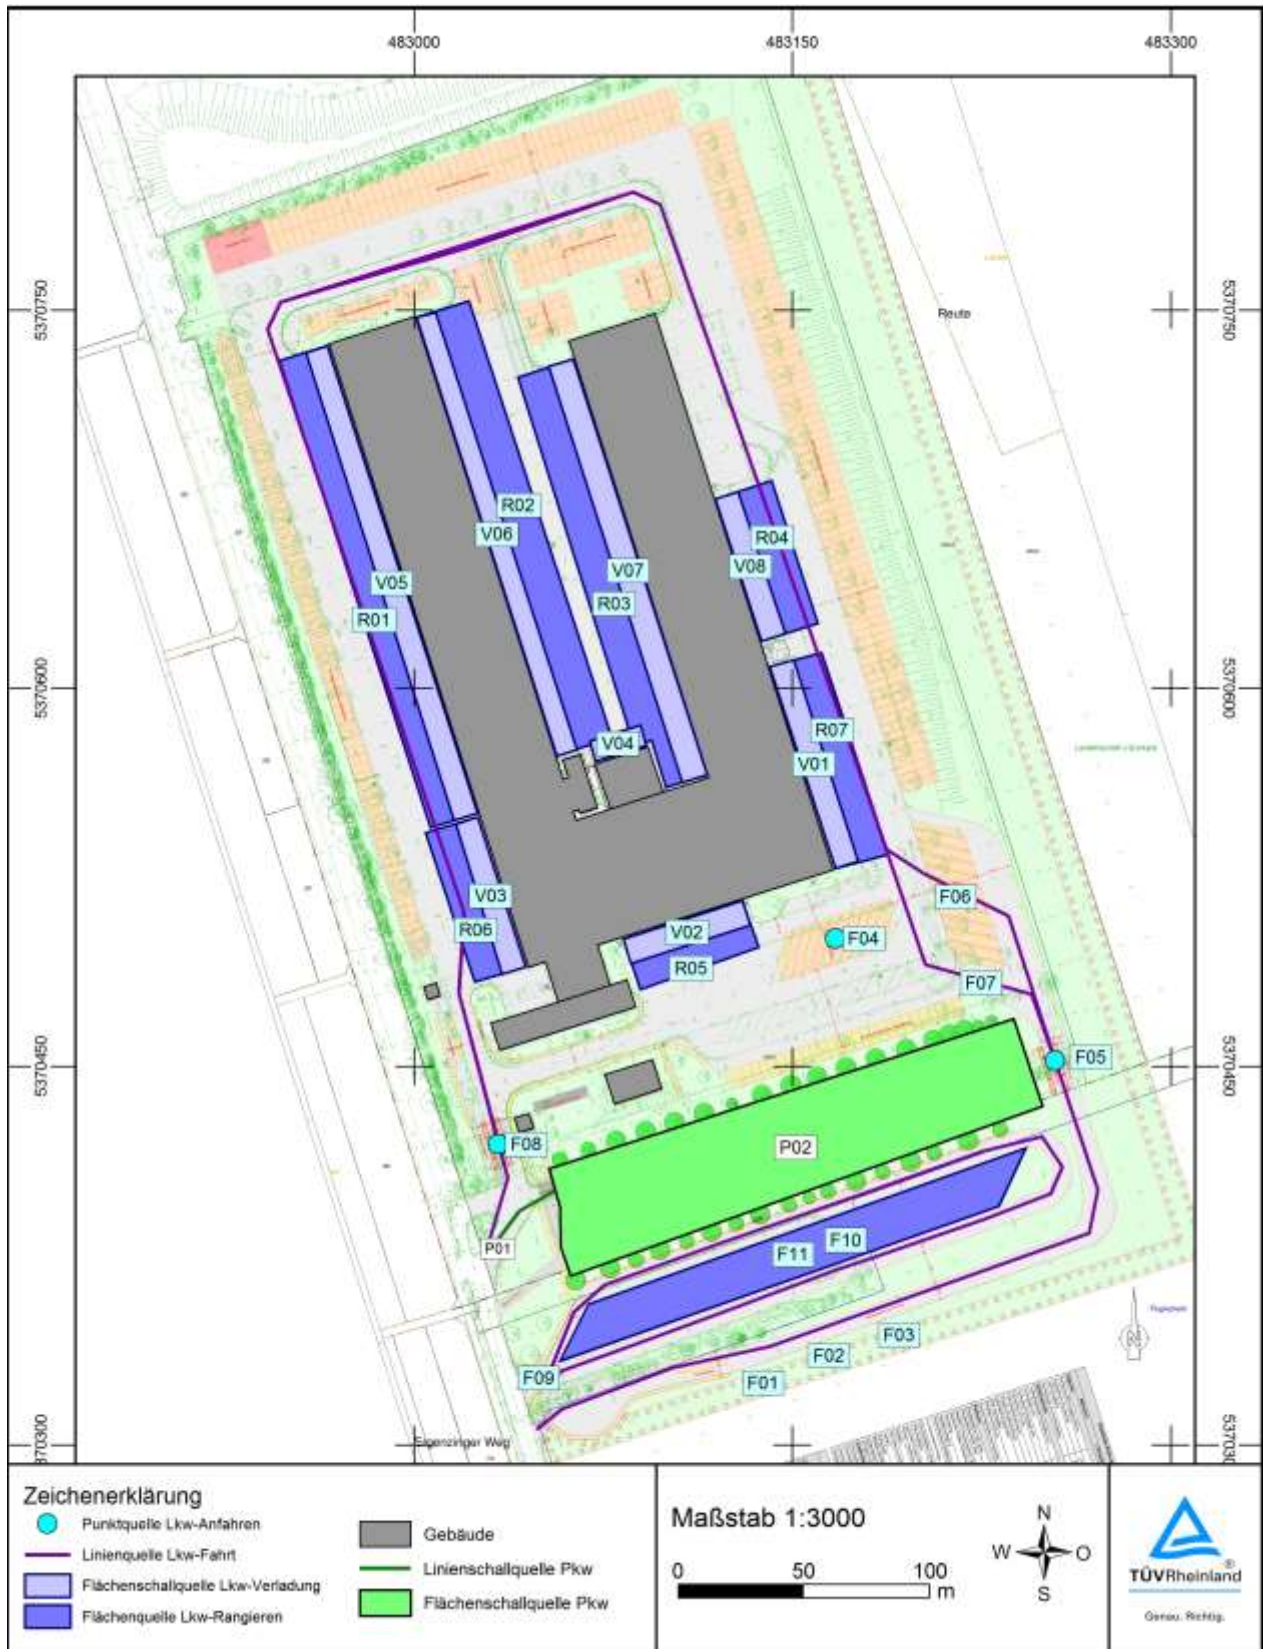 483000
483150
483300
5370750
5370750
Reute
R02
V06
R04
V07
V08
V05
R03
R01
5370600
5370600
R07
V04
V01
V03
F06
R06
V02
F04
R05
F07
5370450
5370450
F05
F08
P02
P01
F10
F11
F03
F02
F09
F01
5370300
Zeichenerklärung
Punktquelle Lkw-Anfahren
Linienquelle Lkw-Fahrt
Flächenschallquelle Lkw-Verladung
Flächenquelle Lkw-Rangieren
Gebäude
Linienschallquelle Pkw
Flächenschallquelle Pkw
Maßstab 1:3000
0 50 100
m
N
W O
S
TÜVRheinland®
Genau. Richtig.